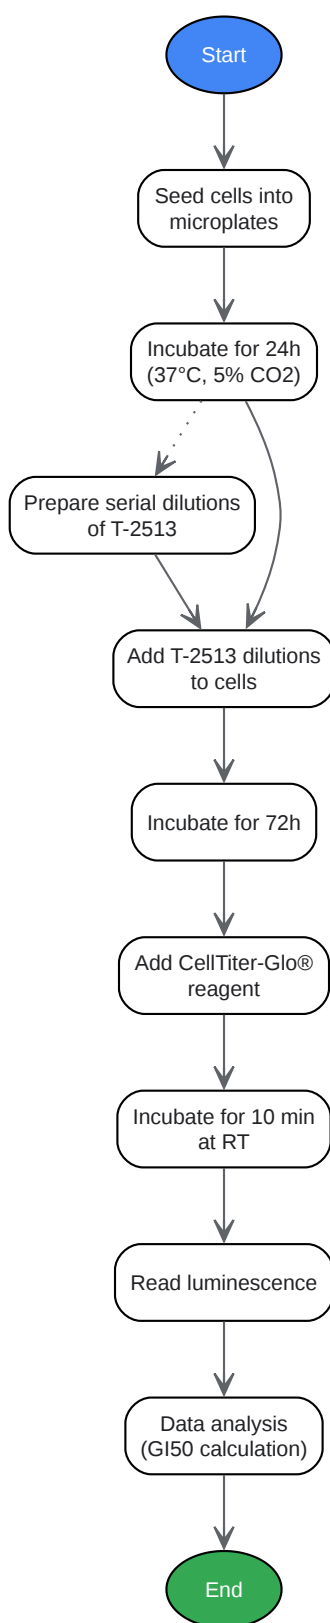 Start
Seed cells into
microplates
Incubate for 24h
(37°C, 5% CO2)
Prepare serial dilutions
of T-2513
Add T-2513 dilutions
to cells
Incubate for 72h
Add CellTiter-Glo®
reagent
Incubate for 10 min
at RT
Read luminescence
Data analysis
(GI50 calculation)
End